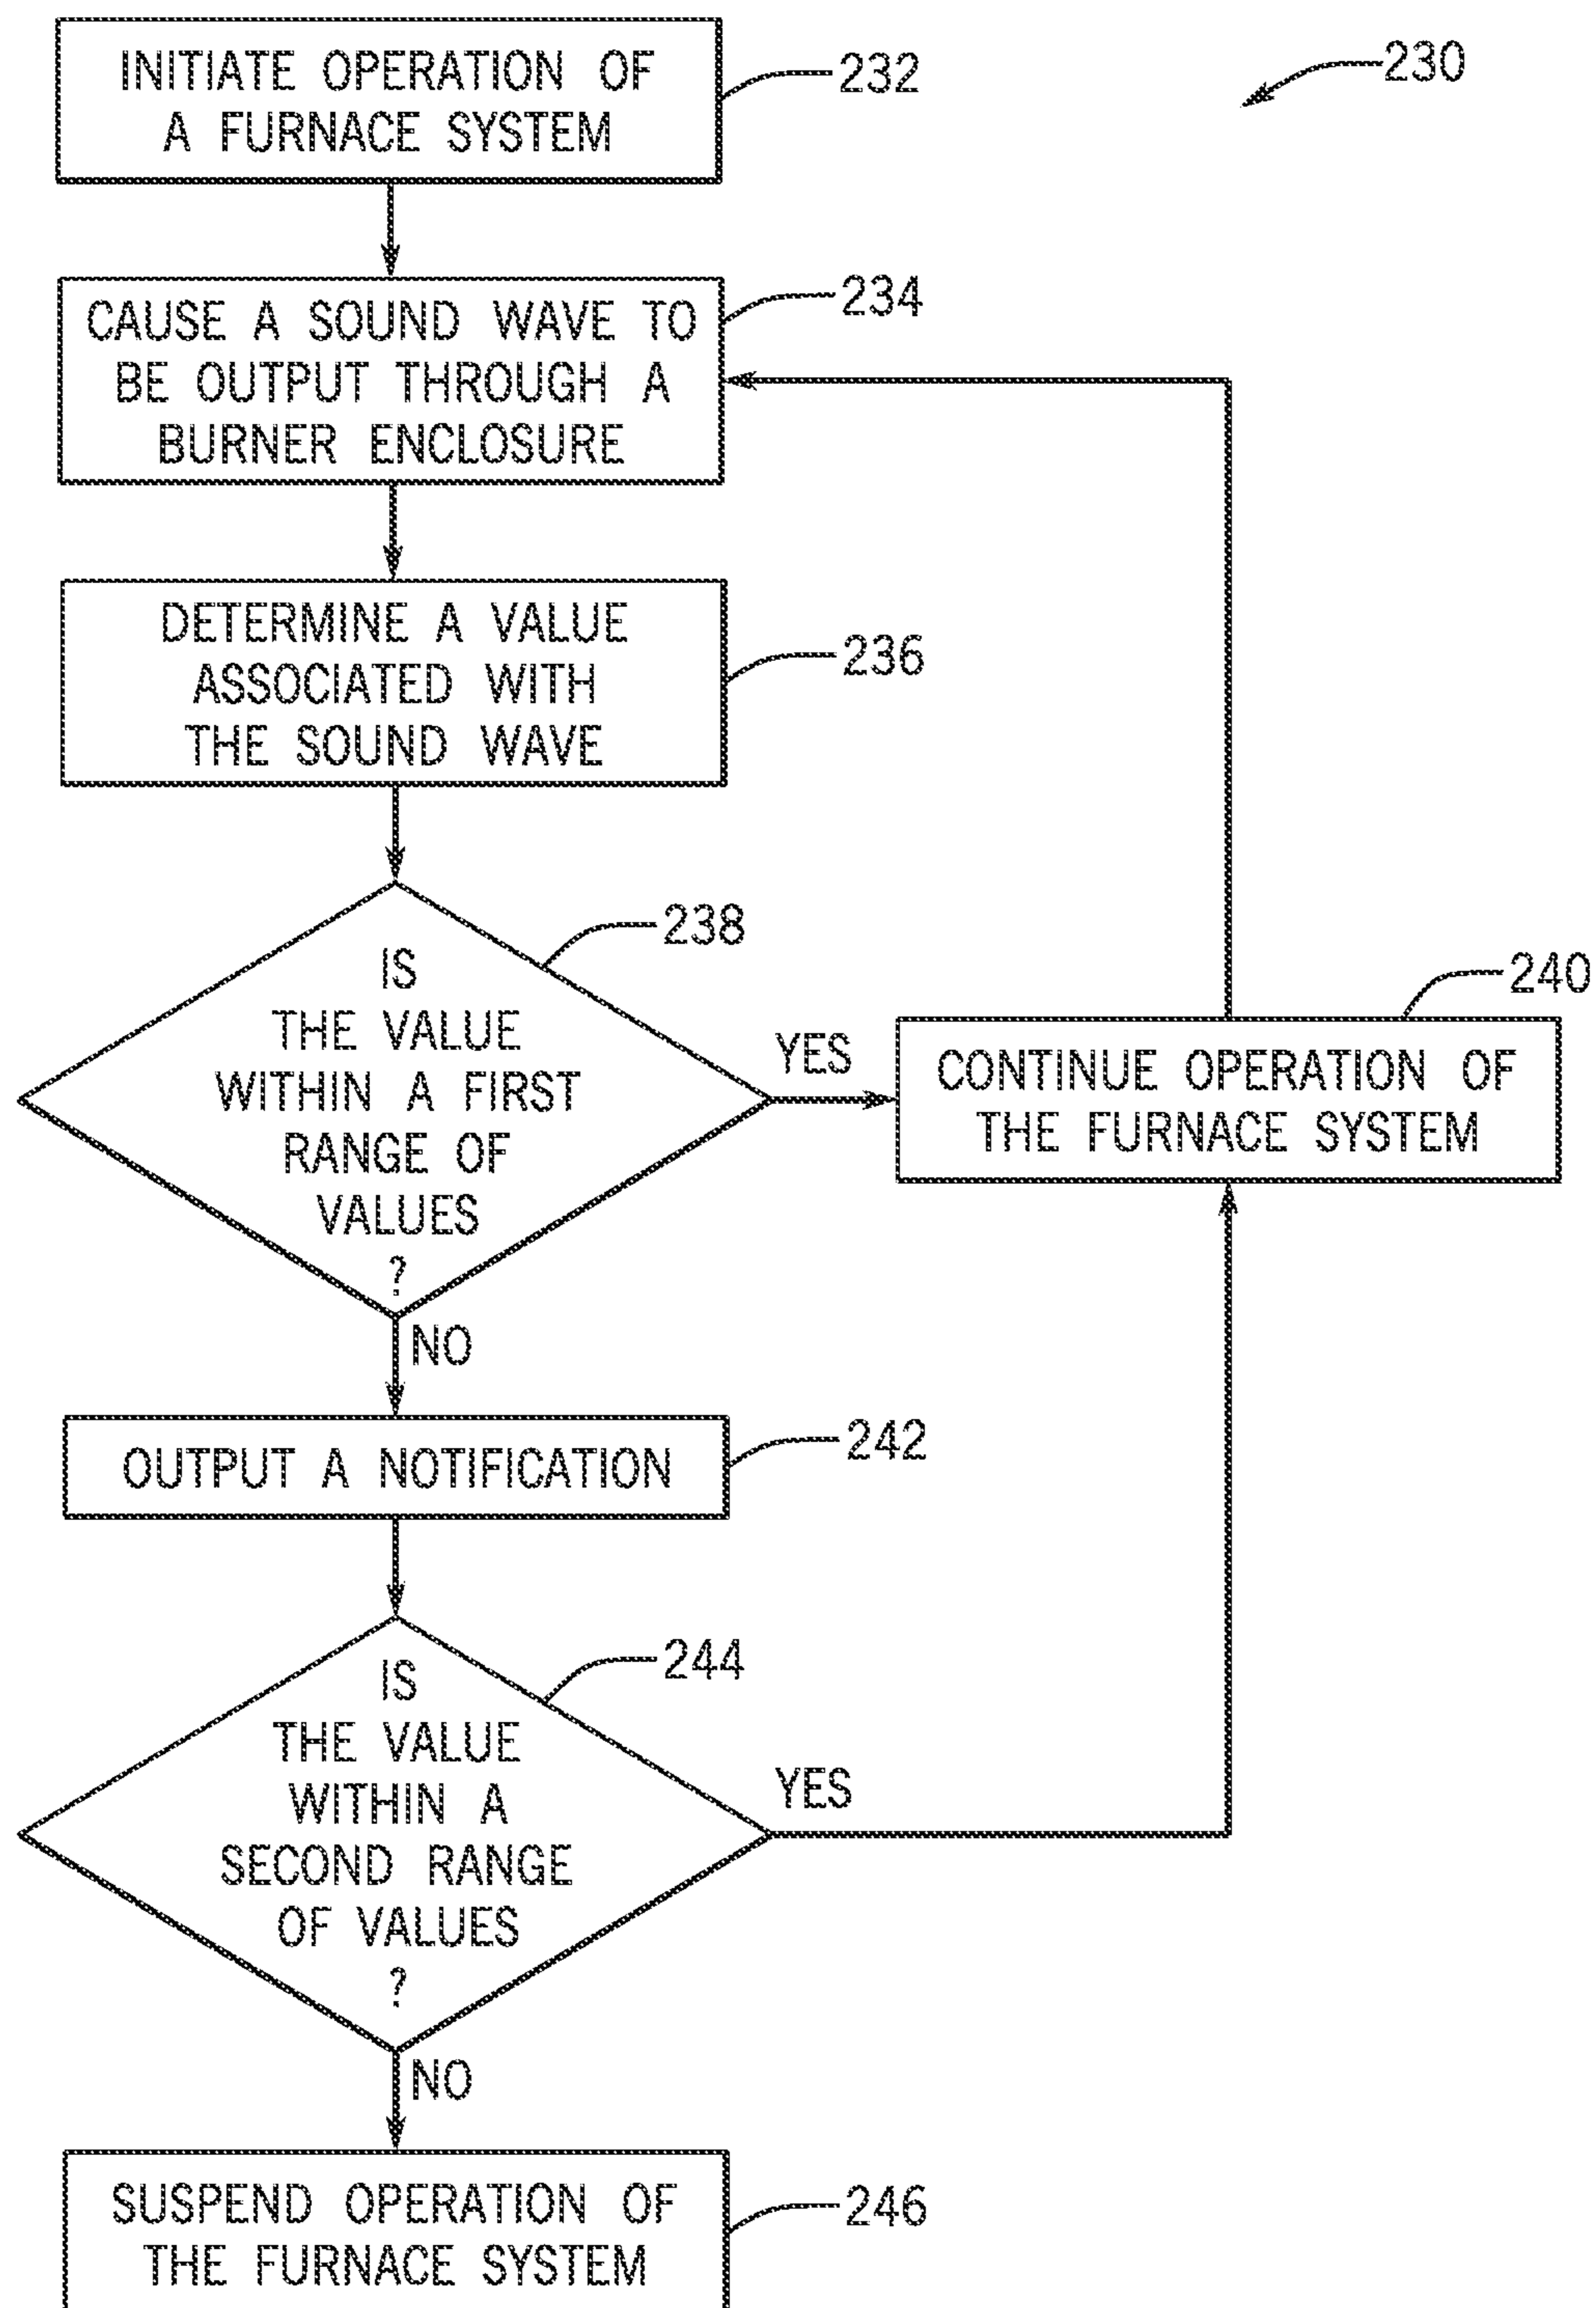 INITIATE OPERATION OF
A FURNACE SYSTEM
232
230
CAUSE A SOUND WAVE TO
BE OUTPUT THROUGH A
BURNER ENCLOSURE
234
DETERMINE A VALUE
ASSOCIATED WITH
THE SOUND WAVE
236
IS
THE VALUE
WITHIN A FIRST
RANGE OF
VALUES
?
238
YES
CONTINUE OPERATION OF
THE FURNACE SYSTEM
240
NO
OUTPUT A NOTIFICATION
242
IS
THE VALUE
WITHIN A
SECOND RANGE
OF VALUES
?
244
YES
NO
SUSPEND OPERATION OF
THE FURNACE SYSTEM
246